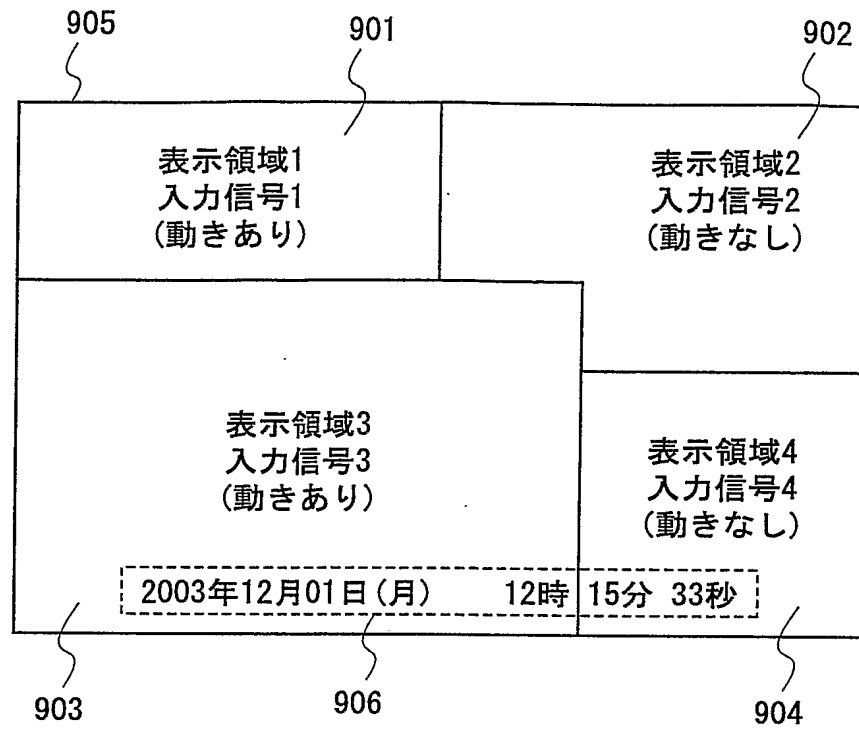 905
901
902
表示領域1
入力信号1
(動きあり)
表示領域2
入力信号2
(動きなし)
表示領域3
入力信号3
(動きあり)
表示領域4
入力信号4
(動きなし)
2003年12月01日(月) 12時 15分 33秒
903
906
904